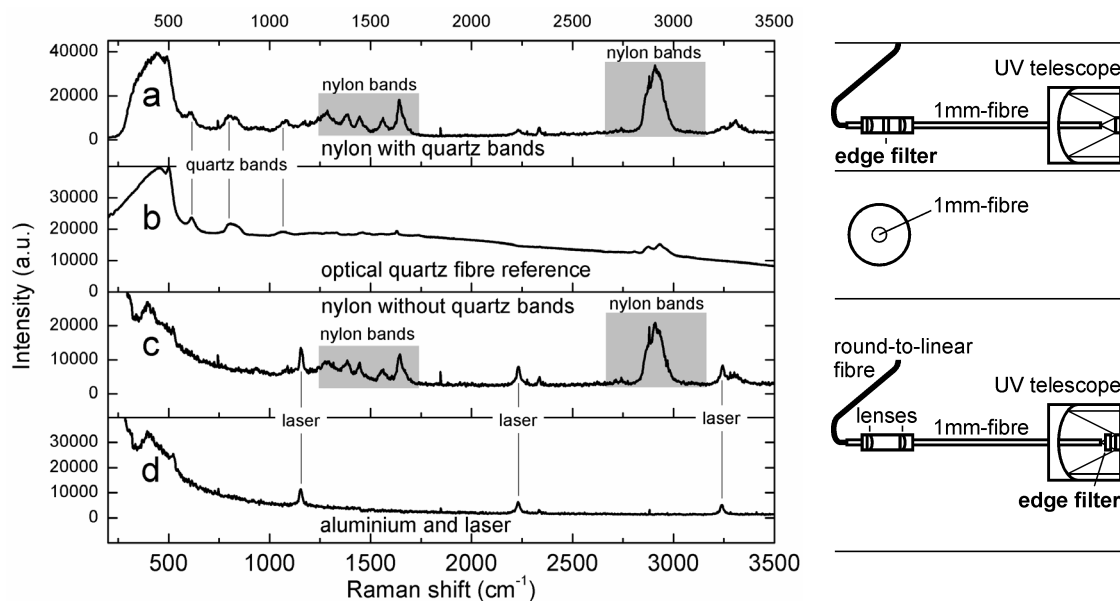 500 1000 1500 2000 2500 3000 3500
40000
20000
0
a
nylon bands
nylon bands
nylon with quartz bands
quartz bands
30000
20000
10000
0
b
optical quartz fibre reference
nylon without quartz bands
20000
10000
0
c
nylon bands
nylon bands
laser
laser
laser
30000
20000
10000
0
d
aluminium and laser
500 1000 1500 2000 2500 3000 3500
Raman shift (cm-1)
Intensity (a.u.)
UV telescope
1mm-fibre
edge filter
1mm-fibre
round-to-linear
fibre
UV telescope
lenses
1mm-fibre
edge filter